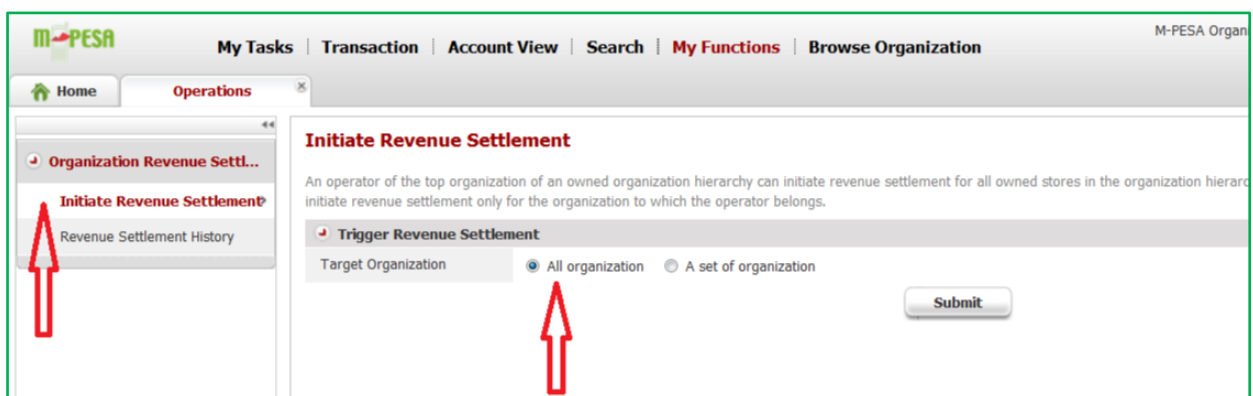 M-PESA
M-PESA Organ
My Tasks | Transaction | Account View | Search | My Functions | Browse Organization
Home
Operations
Organization Revenue Settl...
Initiate Revenue Settlement
Revenue Settlement History
Initiate Revenue Settlement
An operator of the top organization of an owned organization hierarchy can initiate revenue settlement for all owned stores in the organization hierarc
initiate revenue settlement only for the organization to which the operator belongs.
Trigger Revenue Settlement
Target Organization
All organization
A set of organization
Submit